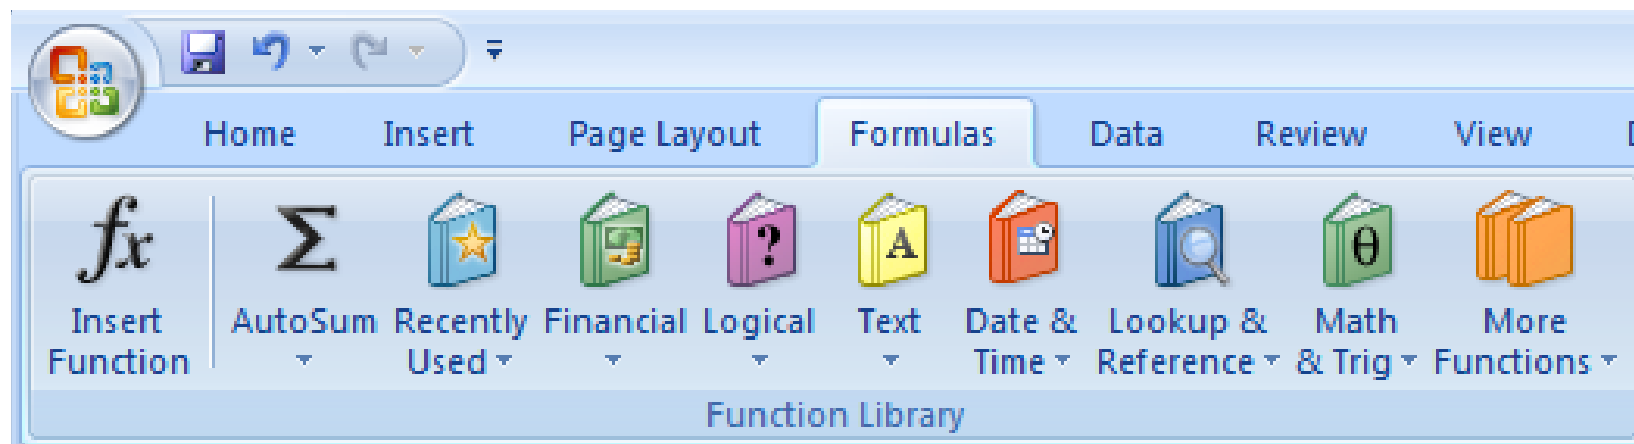 Home Insert Page Layout Formulas Data Review View
fx Σ ? A θ
Insert Function
AutoSum
Recently Used
Financial
Logical
Text
Date & Time
Lookup & Reference
Math & Trig
More Functions
Function Library